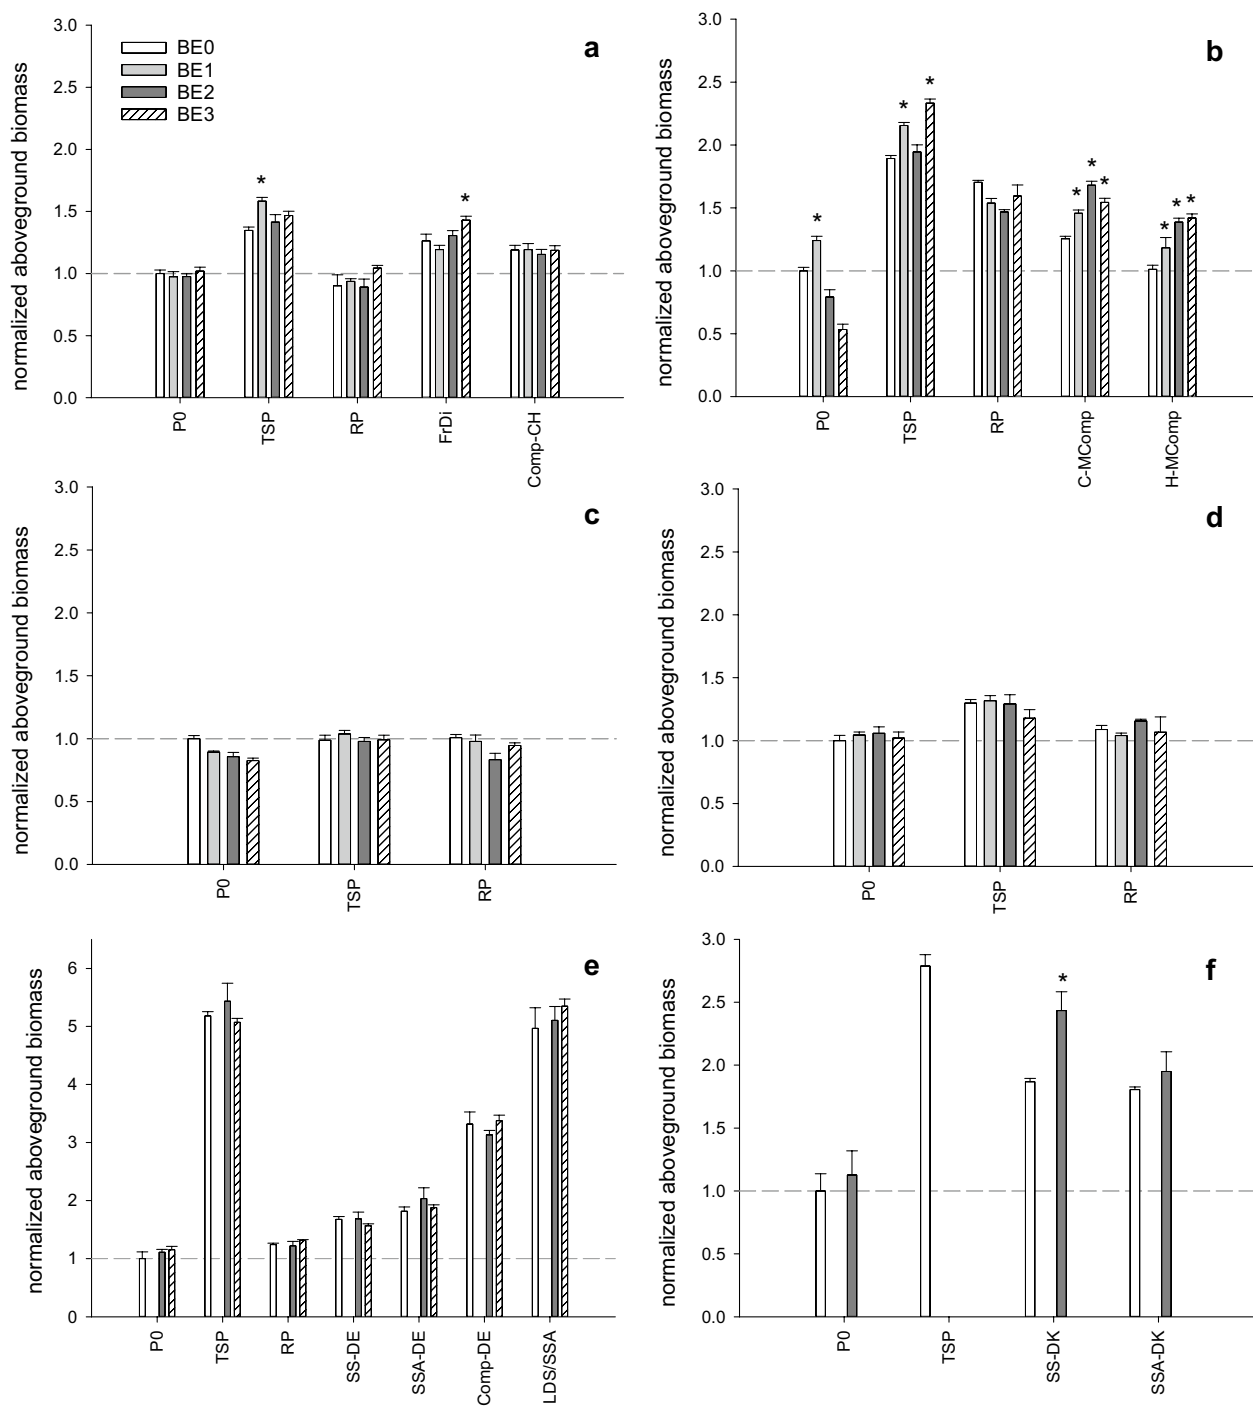 a
BE0
BE1
BE2
BE3
normalized aboveground biomass
3.0
2.5
2.0
1.5
1.0
0.5
0.0
*
*
P0
TSP
RP
FrDi
Comp-CH
b
normalized aboveground biomass
3.0
2.5
2.0
1.5
1.0
0.5
0.0
*
*
*
*
*
*
*
*
*
P0
TSP
RP
C-MComp
H-MComp
c
normalized aboveground biomass
3.0
2.5
2.0
1.5
1.0
0.5
0.0
P0
TSP
RP
d
normalized aboveground biomass
3.0
2.5
2.0
1.5
1.0
0.5
0.0
P0
TSP
RP
e
normalized aboveground biomass
6
5
4
3
2
1
0
P0
TSP
RP
SS-DE
SSA-DE
Comp-DE
LDS/SSA
f
normalized aboveground biomass
3.0
2.5
2.0
1.5
1.0
0.5
0.0
*
P0
TSP
SS-DK
SSA-DK